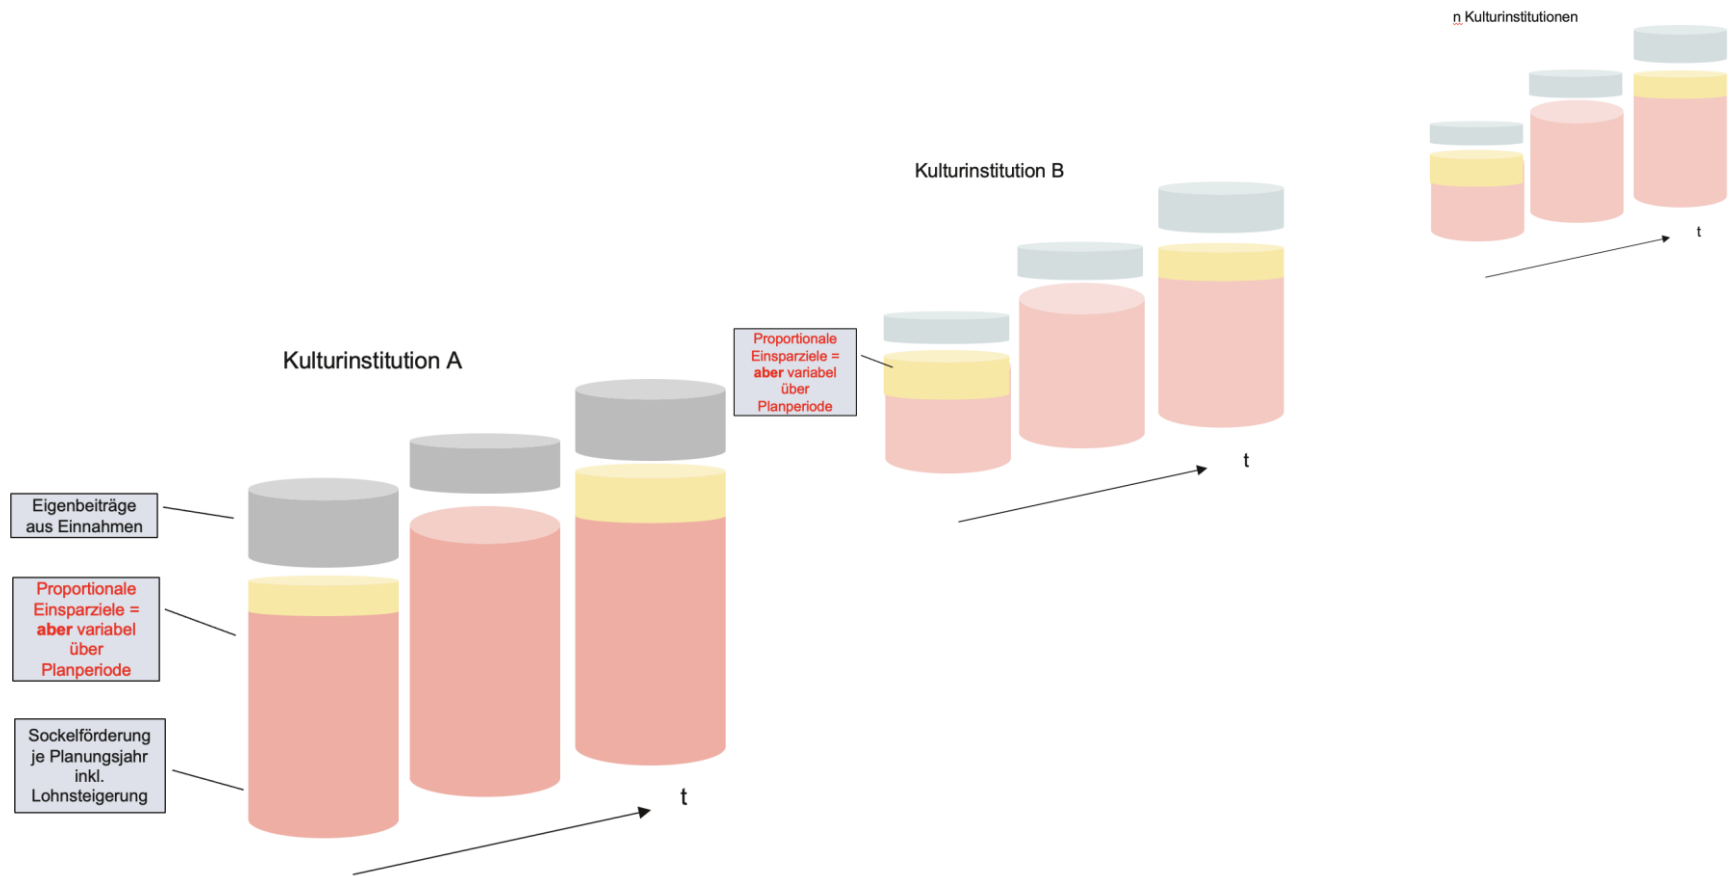 n Kulturinstitutionen
t
Kulturinstitution B
Proportionale
Einsparziele =
aber variabel
über
Planperiode
t
Kulturinstitution A
Eigenbeiträge
aus Einnahmen
Proportionale
Einsparziele =
aber variabel
über
Planperiode
Sockelförderung
je Planungsjahr
inkl.
Lohnsteigerung
t